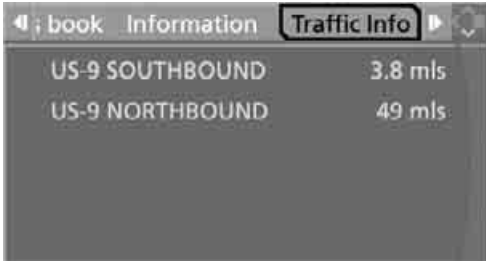 ; book Information Traffic Info
US-9 SOUTHBOUND 3.8 mls
US-9 NORTHBOUND 49 mls